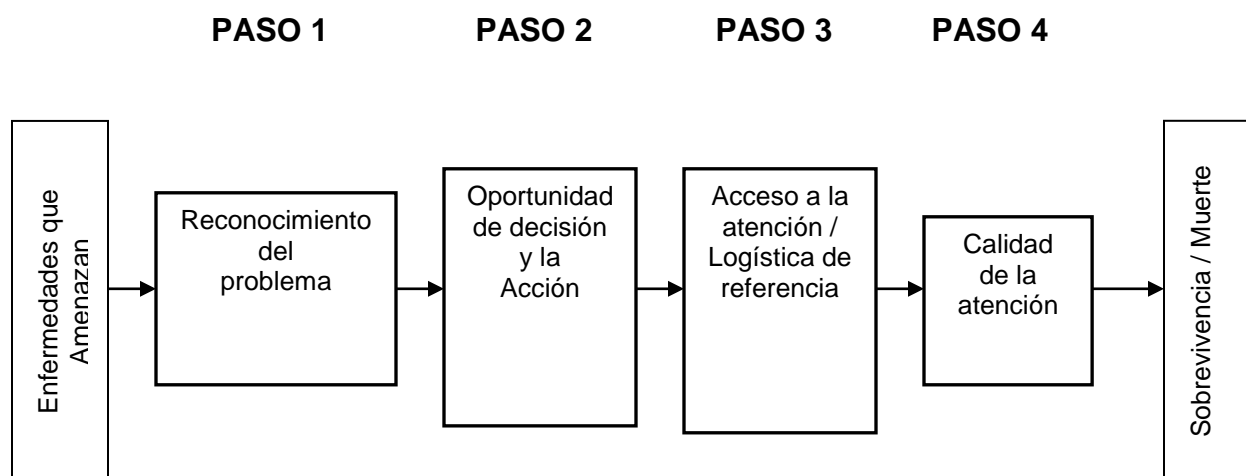 PASO 1 PASO 2 PASO 3 PASO 4
Enfermedades que
Amenazan
Reconocimiento
del
problema
Oportunidad
de decisión
y la
Acción
Acceso a la
atención /
Logística de
referencia
Calidad
de la
atención
Sobrevivencia / Muerte